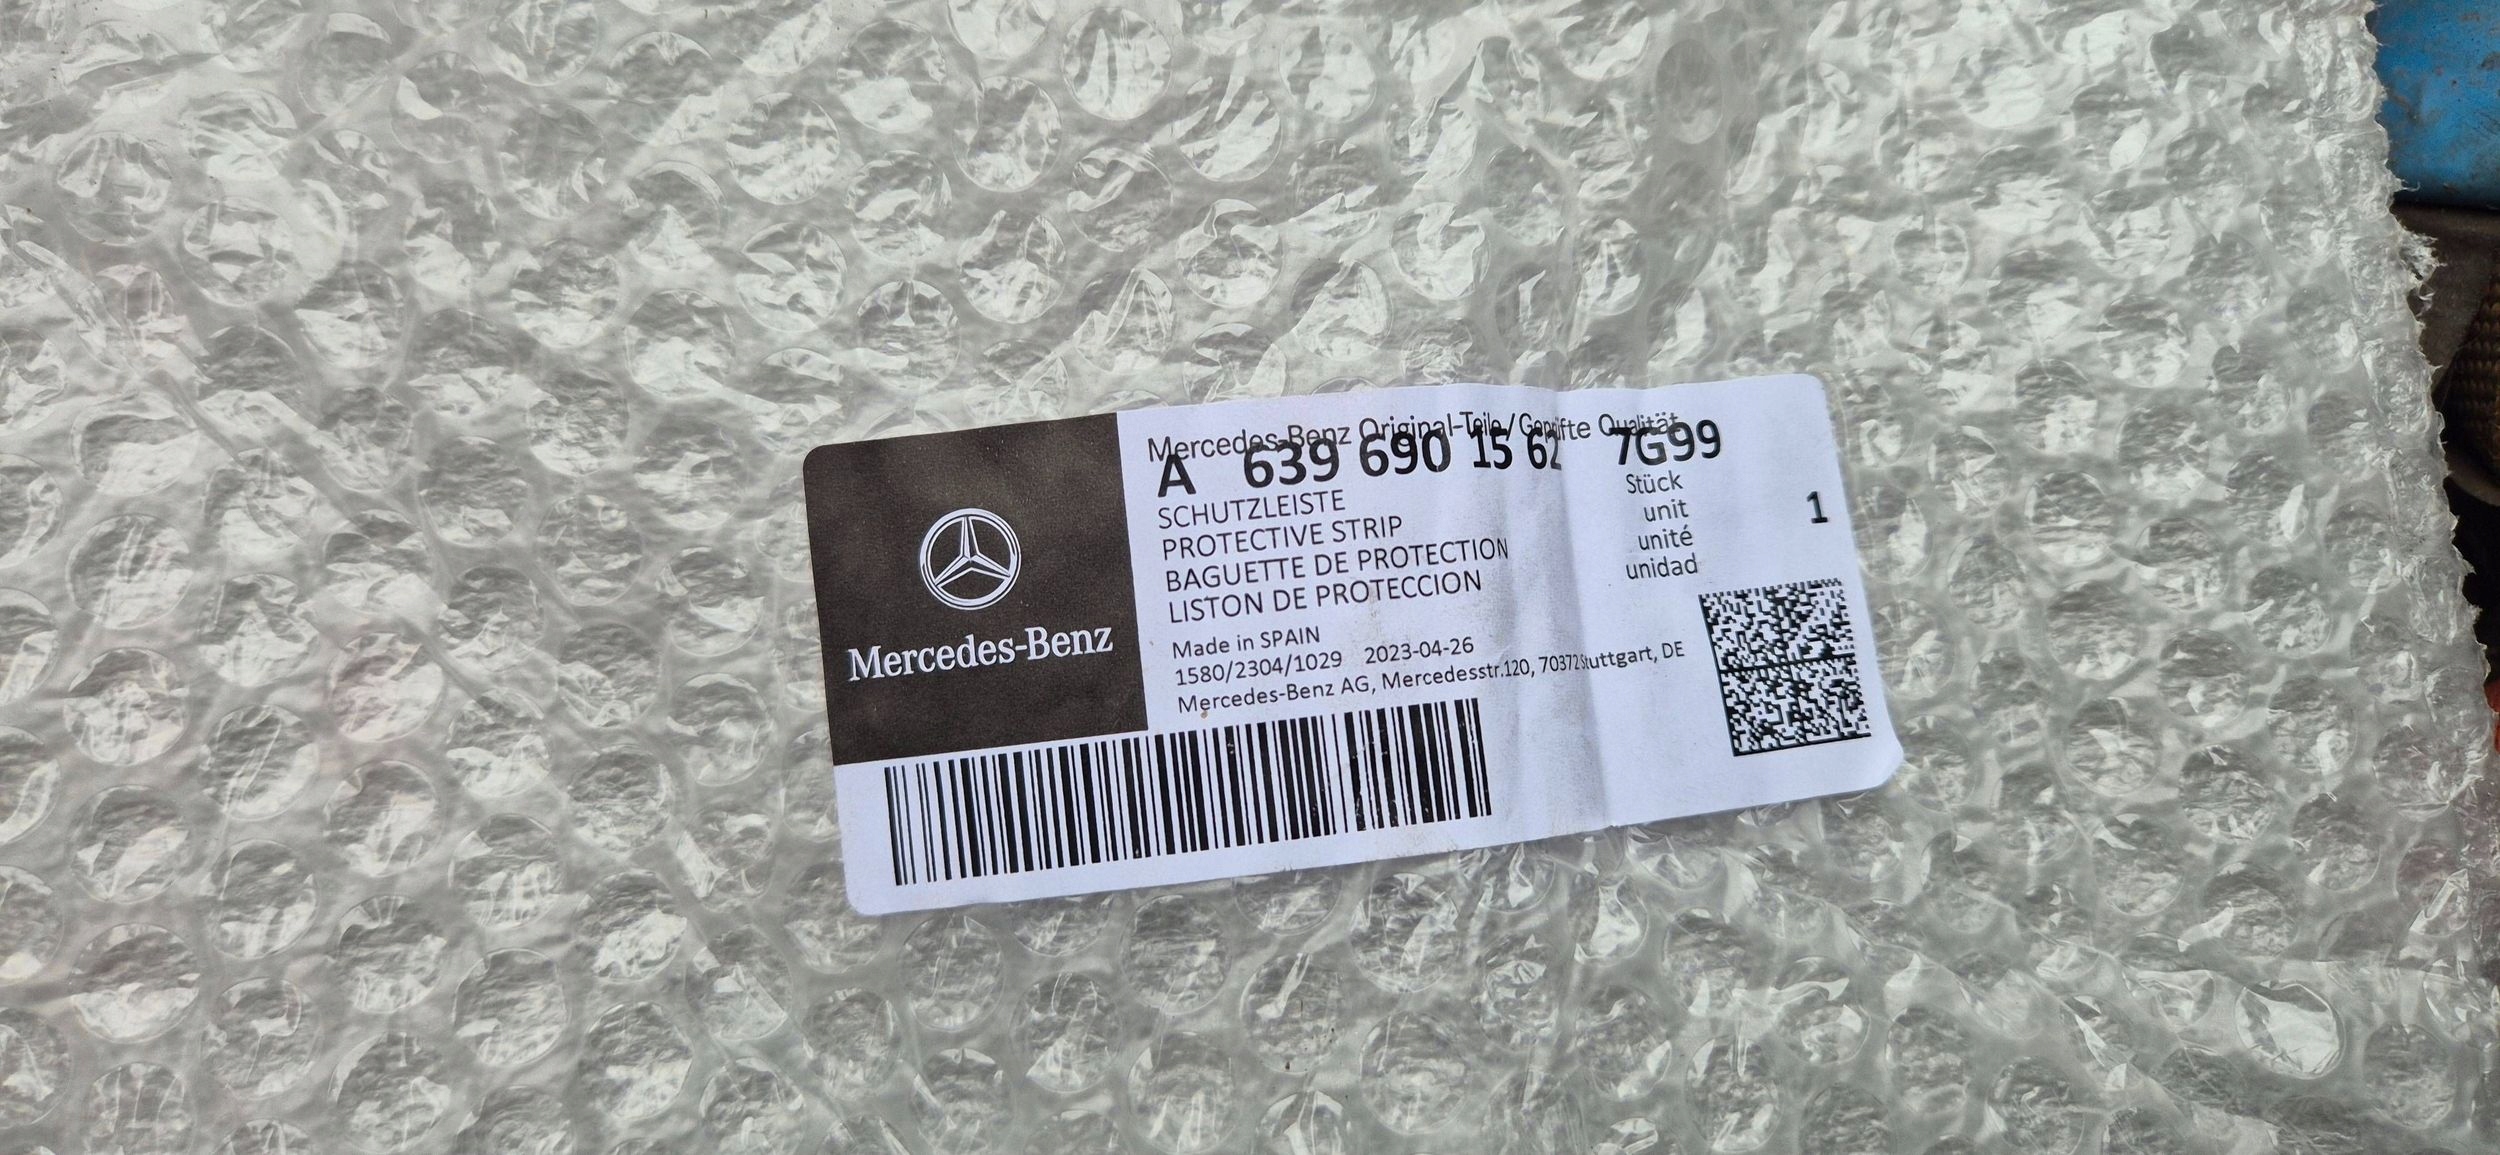 Mercedes-Benz Original-Teile/Geprüfte Qualität
A 639 690 15 62 7G99
SCHUTZLEISTE
PROTECTIVE STRIP
BAGUETTE DE PROTECTION
LISTON DE PROTECCION
Stück
unit
unité
unidad
1
Made in SPAIN
1580/2304/1029 2023-04-26
Mercedes-Benz AG, Mercedesstr.120, 70372 Stuttgart, DE
Mercedes-Benz